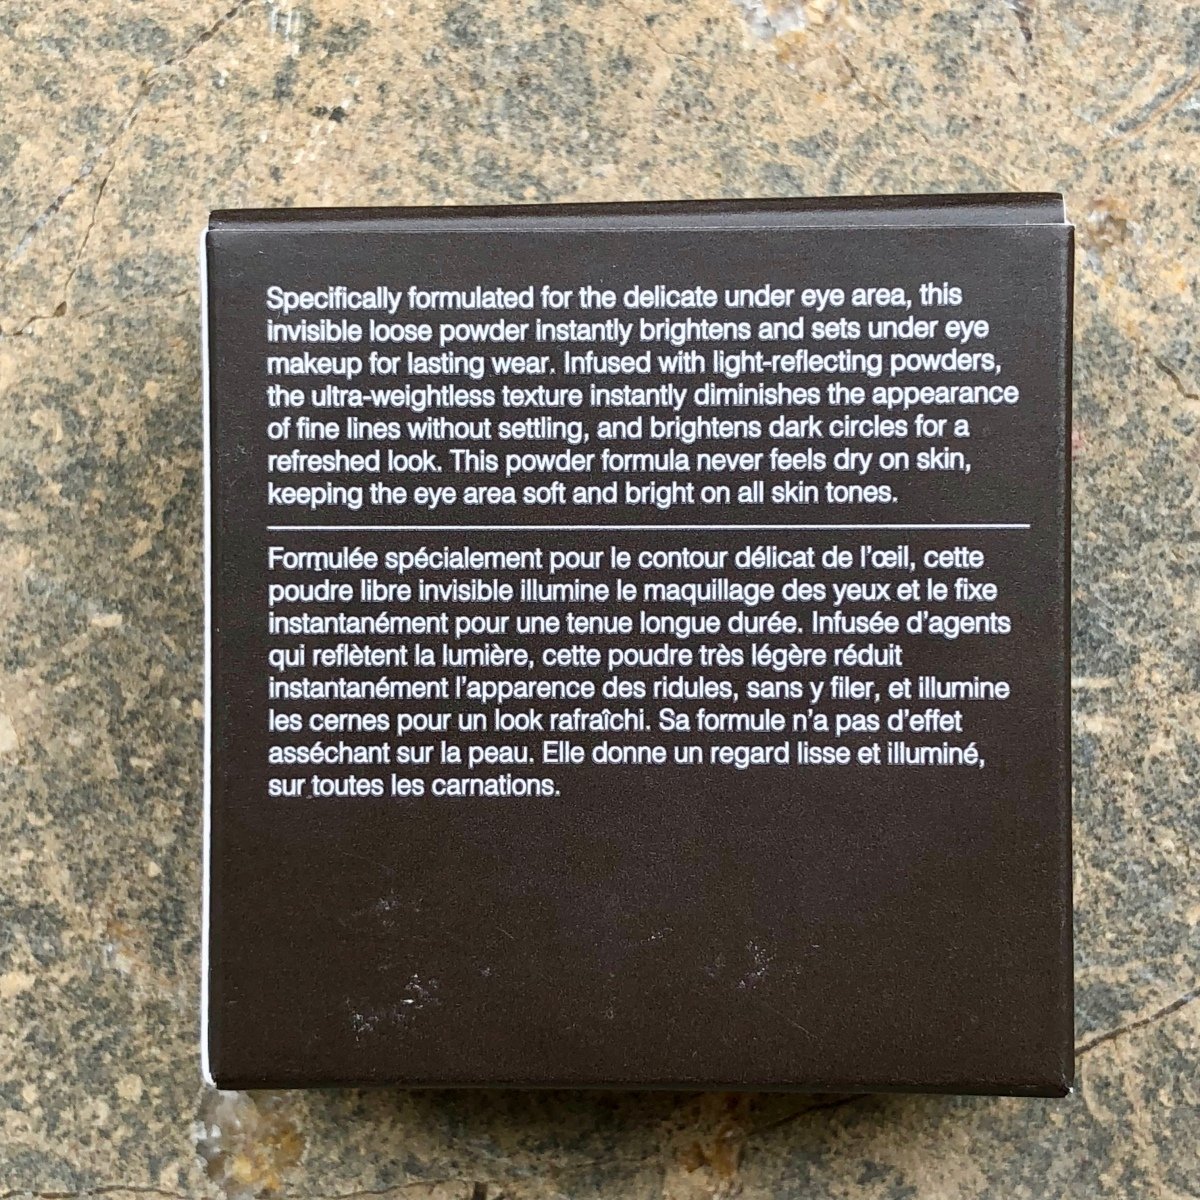 Specifically formulated for the delicate under eye area, this
invisible loose powder instantly brightens and sets under eye
makeup for lasting wear. Infused with light-reflecting powders,
the ultra-weightless texture instantly diminishes the appearance
of fine lines without settling, and brightens dark circles for a
refreshed look. This powder formula never feels dry on skin,
keeping the eye area soft and bright on all skin tones.
Formulée spécialement pour le contour délicat de l’œil, cette
poudre libre invisible illumine le maquillage des yeux et le fixe
instantanément pour une tenue longue durée. Infusée d’agents
qui reflètent la lumière, cette poudre très légère réduit
instantanément l’apparence des ridules, sans y filer, et illumine
les cernes pour un look rafraîchi. Sa formule n’a pas d’effet
asséchant sur la peau. Elle donne un regard lisse et illuminé,
sur toutes les carnations.